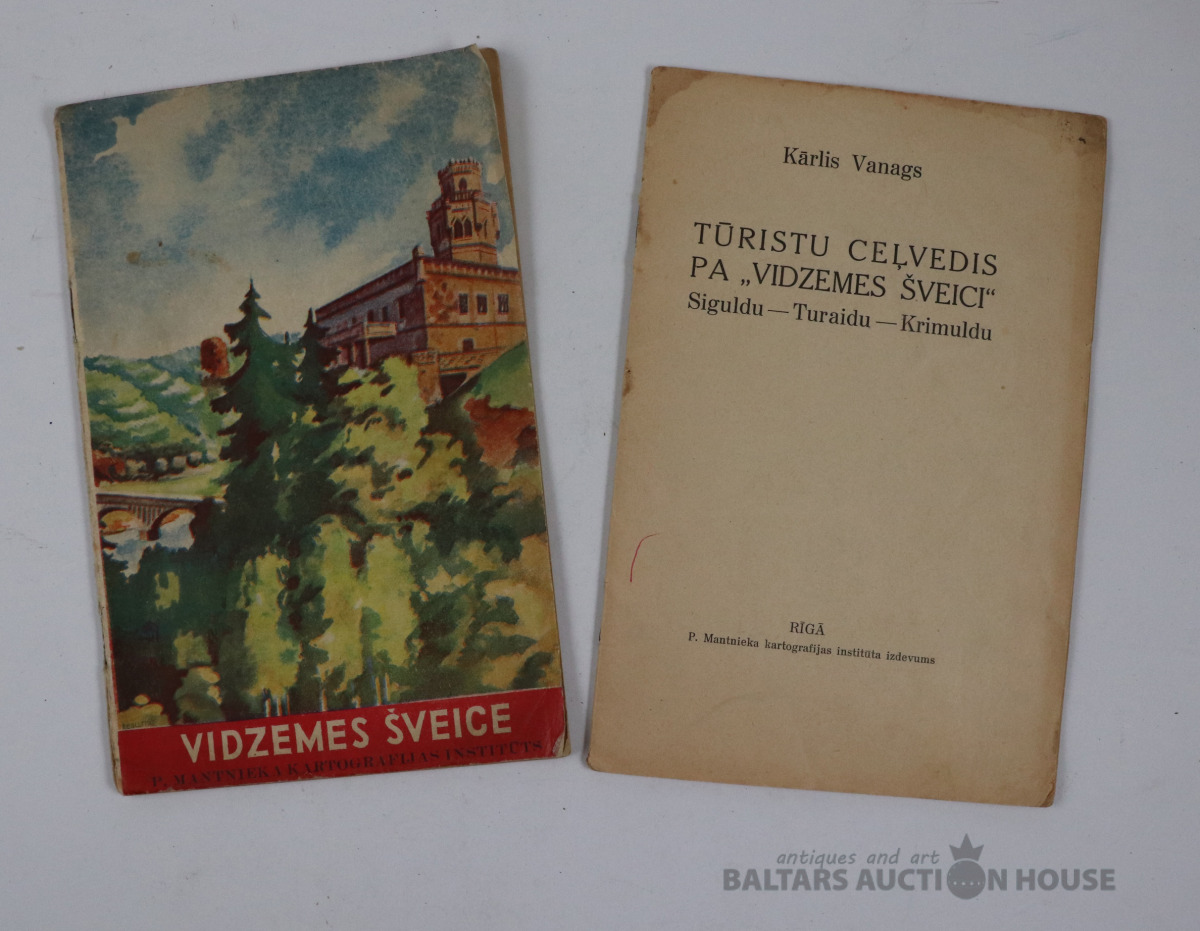 VIDZEMES ŠVEICE
P. MANTNIEKA KARTOGRAFIJAS INSTITŪTS
Kārlis Vanags
TŪRISTU CEĻVEDIS
PA „VIDZEMES ŠVEICI“
Siguldu — Turaidu — Krimuldu
RĪGĀ
P. Mantnieka kartografijas institūta izdevums
antiques and art
BALTARS AUCTION HOUSE